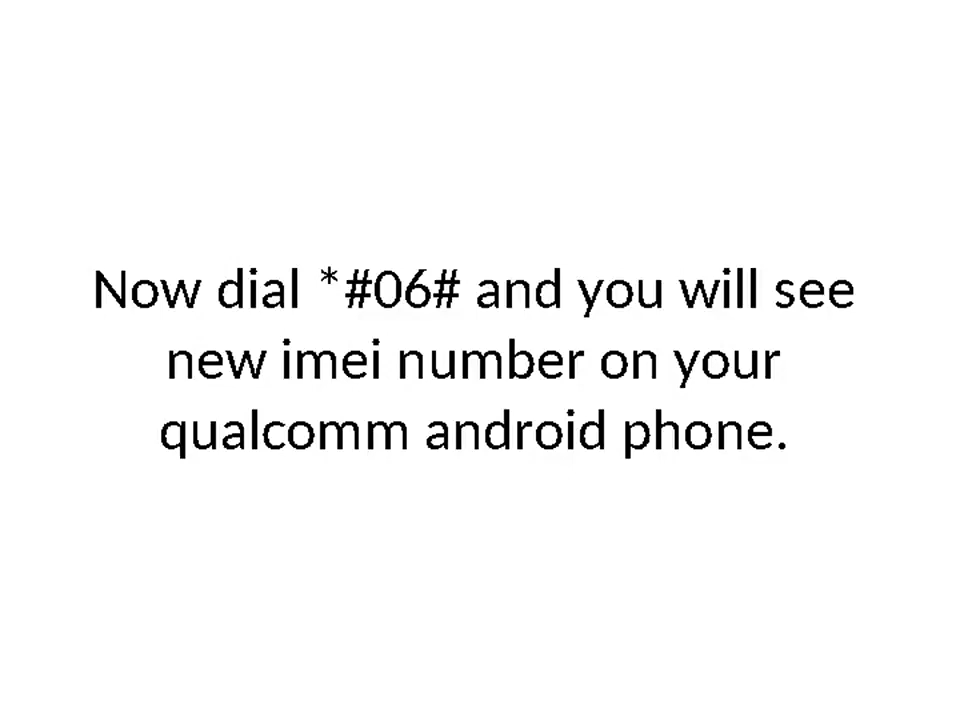 Now dial *#06# and you will see
new imei number on your
qualcomm android phone.